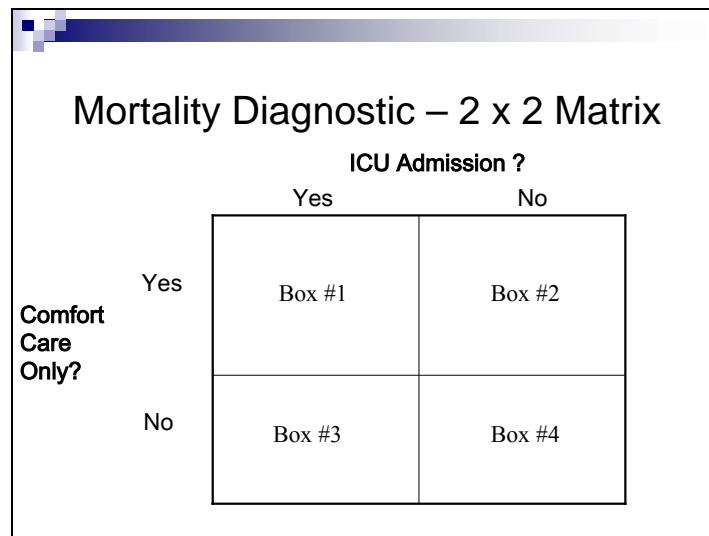 Mortality Diagnostic – 2 x 2 Matrix
ICU Admission ?
Yes No
Yes Box #1 Box #2
Comfort
Care
Only?
No Box #3 Box #4